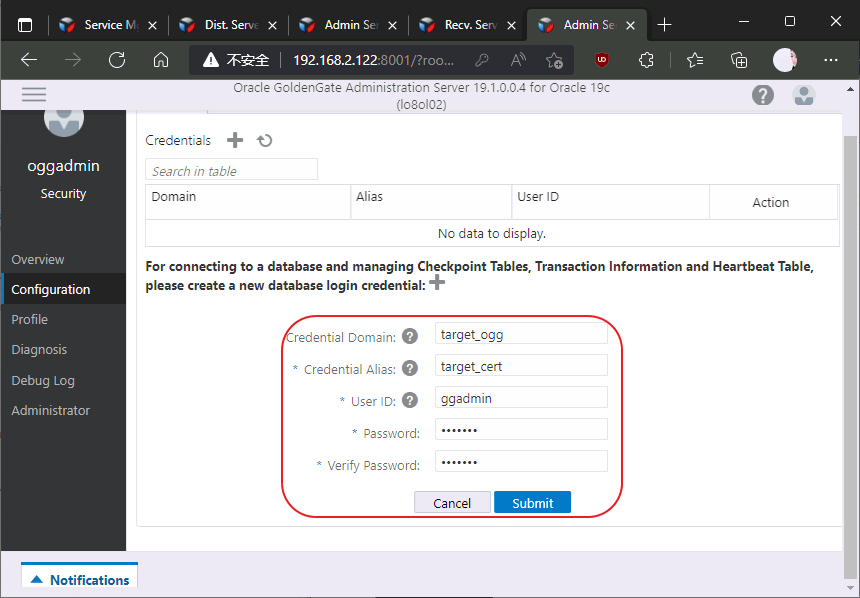 Service M
Dist. Serve
Admin Ser
Recv. Serv
Admin Se
不安全
192.168.2.122:8001/?roo...
Oracle GoldenGate Administration Server 19.1.0.0.4 for Oracle 19c
(lo8ol02)
oggadmin
Security
Overview
Configuration
Profile
Diagnosis
Debug Log
Administrator
Credentials
Search in table
Domain
Alias
User ID
Action
No data to display.
For connecting to a database and managing Checkpoint Tables, Transaction Information and Heartbeat Table,
please create a new database login credential:
Credential Domain: target_ogg
* Credential Alias: target_cert
* User ID: ggadmin
* Password: •••••••
* Verify Password: •••••••
Cancel Submit
Notifications